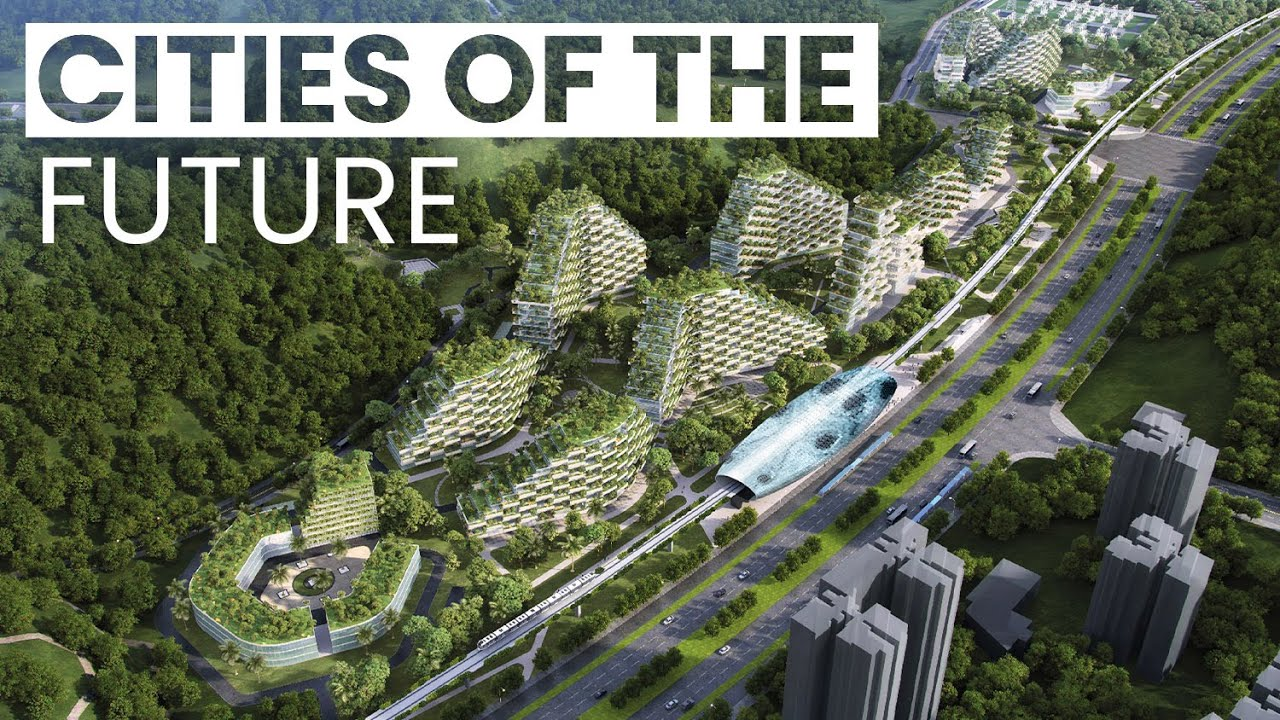 CITIES OF THE
FUTURE